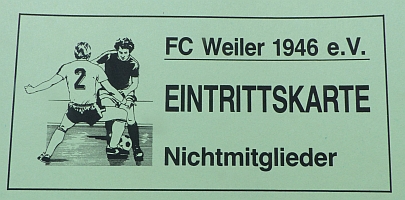 FC Weiler 1946 e.V.
EINTRITTSKARTE
Nichtmitglieder
2